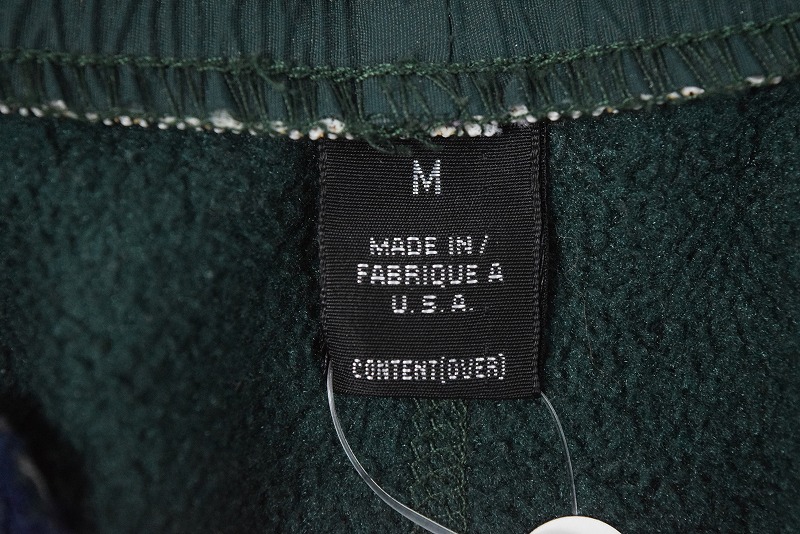 M
MADE IN /
FABRIQUE A
U.S.A.
CONTENT(OVER)